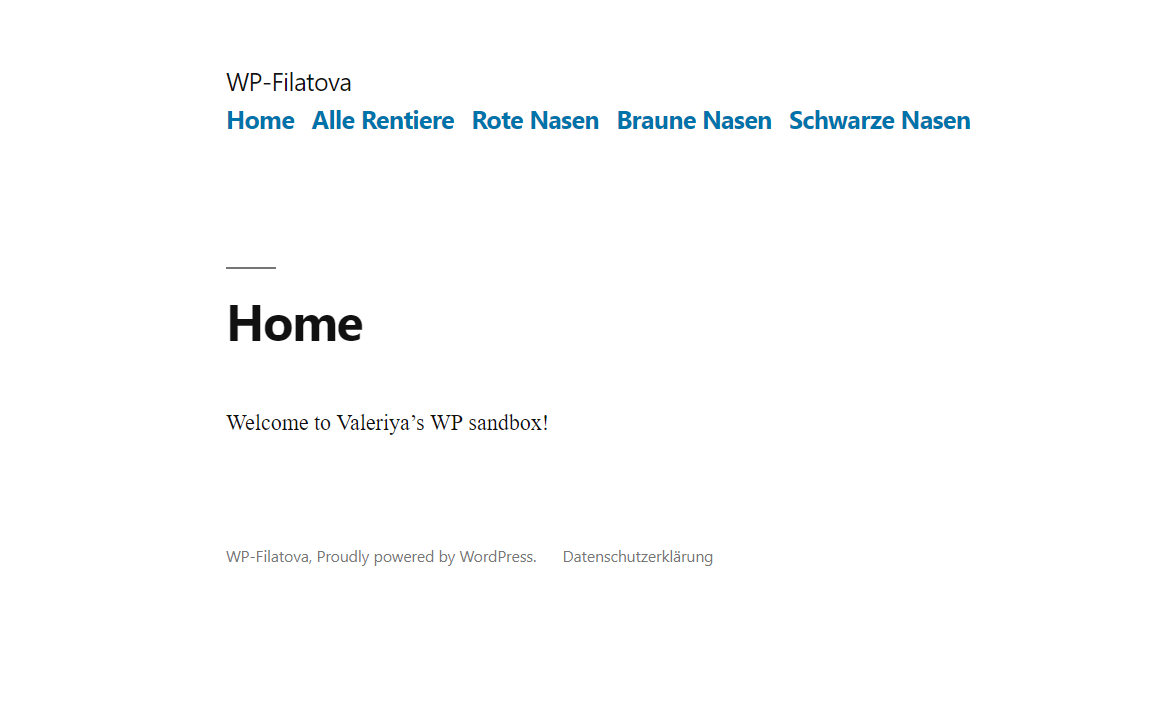 WP-Filatova
Home Alle Rentiere Rote Nasen Braune Nasen Schwarze Nasen
Home
Welcome to Valeriya’s WP sandbox!
WP-Filatova, Proudly powered by WordPress. Datenschutzerklärung